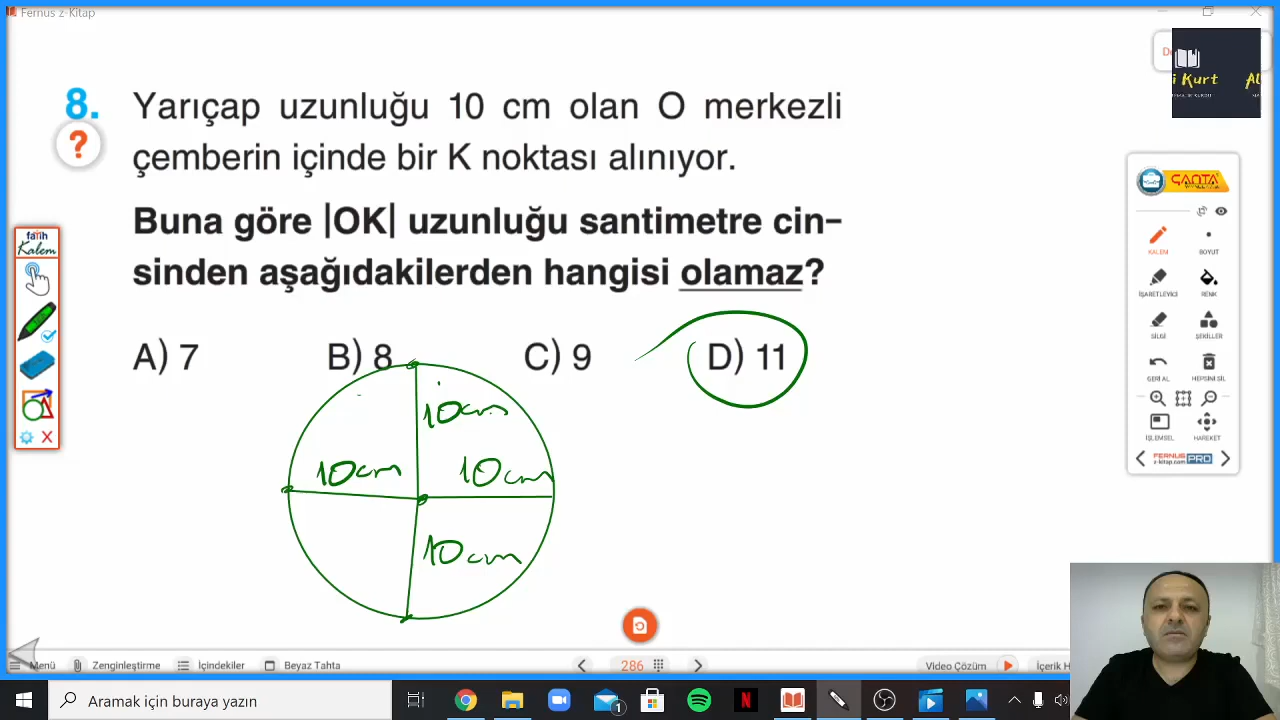 Fernus z-Kitap
8. Yarıçap uzunluğu 10 cm olan O merkezli
? çemberin içinde bir K noktası alınıyor.
Buna göre |OK| uzunluğu santimetre cin-
sinden aşağıdakilerden hangisi olamaz?
A) 7 B) 8 C) 9 D) 11
10cm
10cm 10cm
10cm
fatih
Kalem
i Kurt
ÇANTA
KALEM BOYUT
İŞARETLEYİCİ RENK
SİLGİ ŞEKİLLER
GERİ AL HEPSİNİ SİL
İŞLEMSEL HAREKET
FERNUS PRO
z-kitap.com
Menü Zenginleştirme İçindekiler Beyaz Tahta 286 Video Çözüm İçerik H
Aramak için buraya yazın
1
N